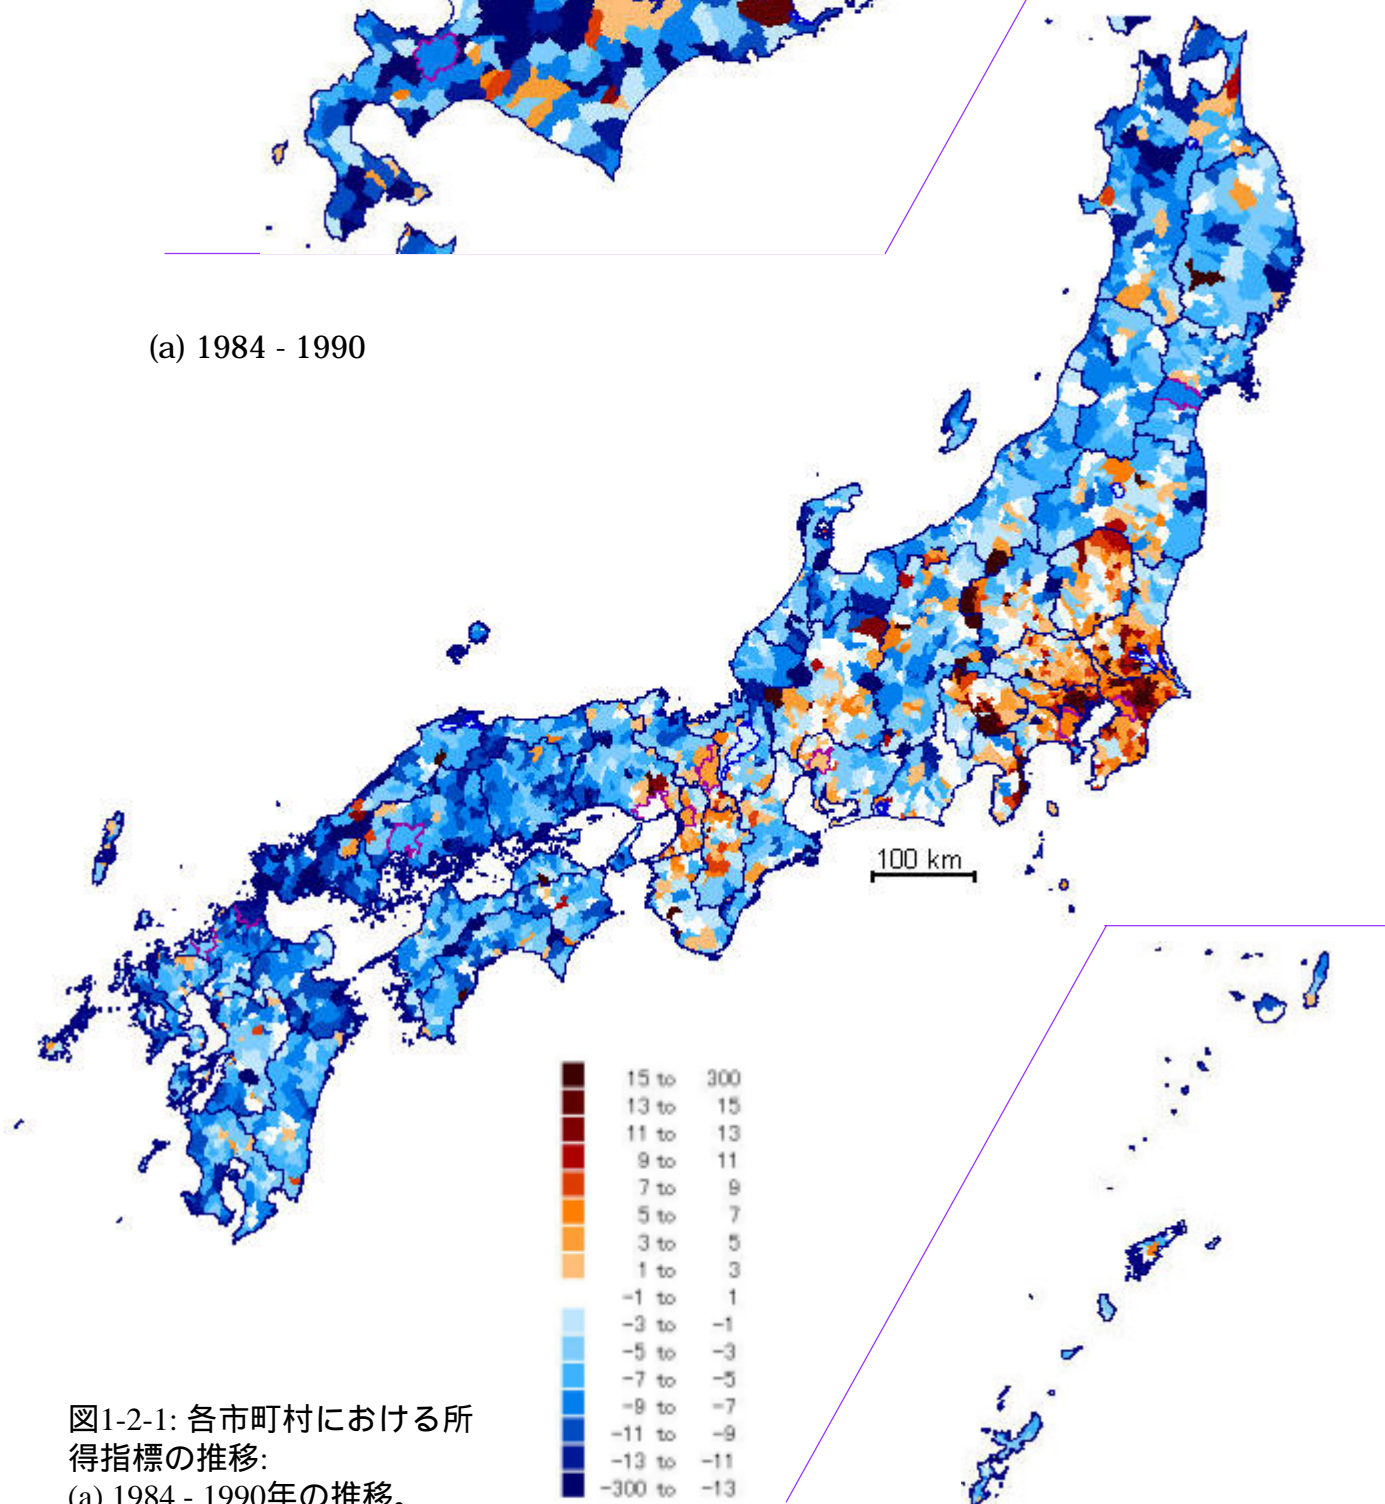 (a) 1984 - 1990
100 km
15 to 300
13 to 15
11 to 13
9 to 11
7 to 9
5 to 7
3 to 5
1 to 3
-1 to 1
-3 to -1
-5 to -3
-7 to -5
-9 to -7
-11 to -9
-13 to -11
-300 to -13
図1-2-1: 各市町村における所
得指標の推移:
(a) 1984 - 1990年の推移。